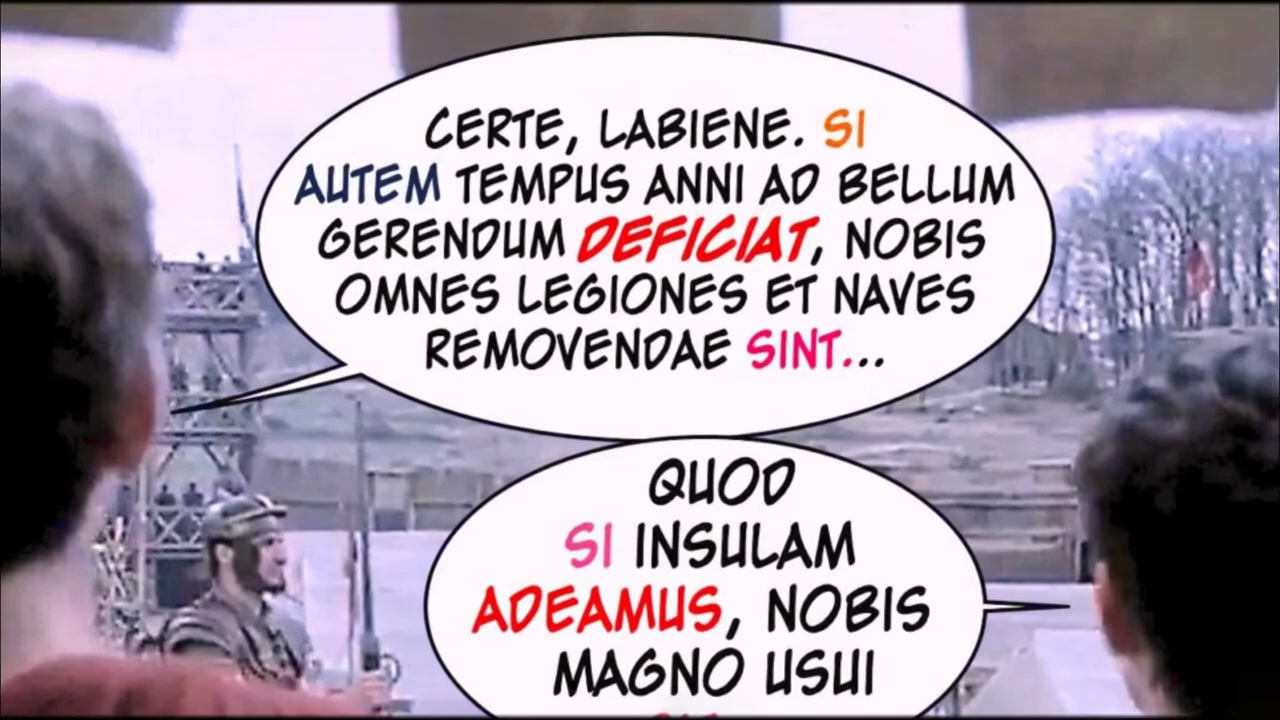 CERTE, LABIENE. SI
AUTEM TEMPUS ANNI AD BELLUM
GERENDUM DEFICIAT, NOBIS
OMNES LEGIONES ET NAVES
REMOVENDAE SINT...
QUOD
SI INSULAM
ADEAMUS, NOBIS
MAGNO USUI